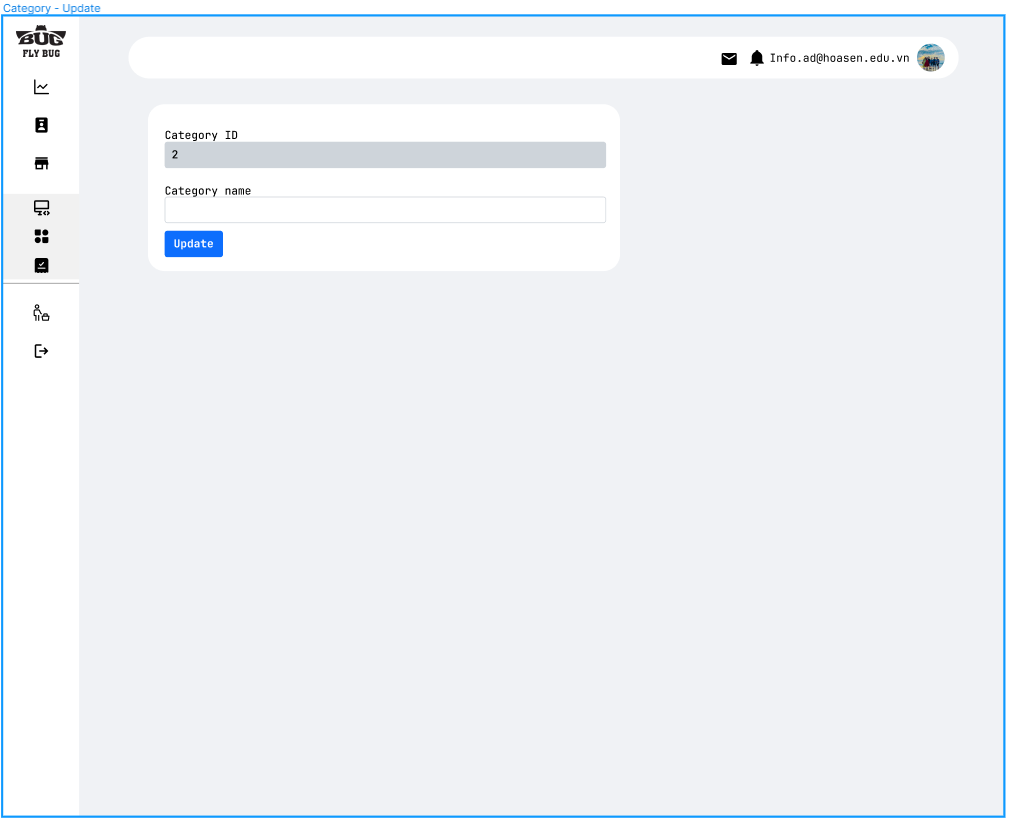 Category - Update
BUG
FLY BUG
Info.ad@hoasen.edu.vn
Category ID
2
Category name
Update